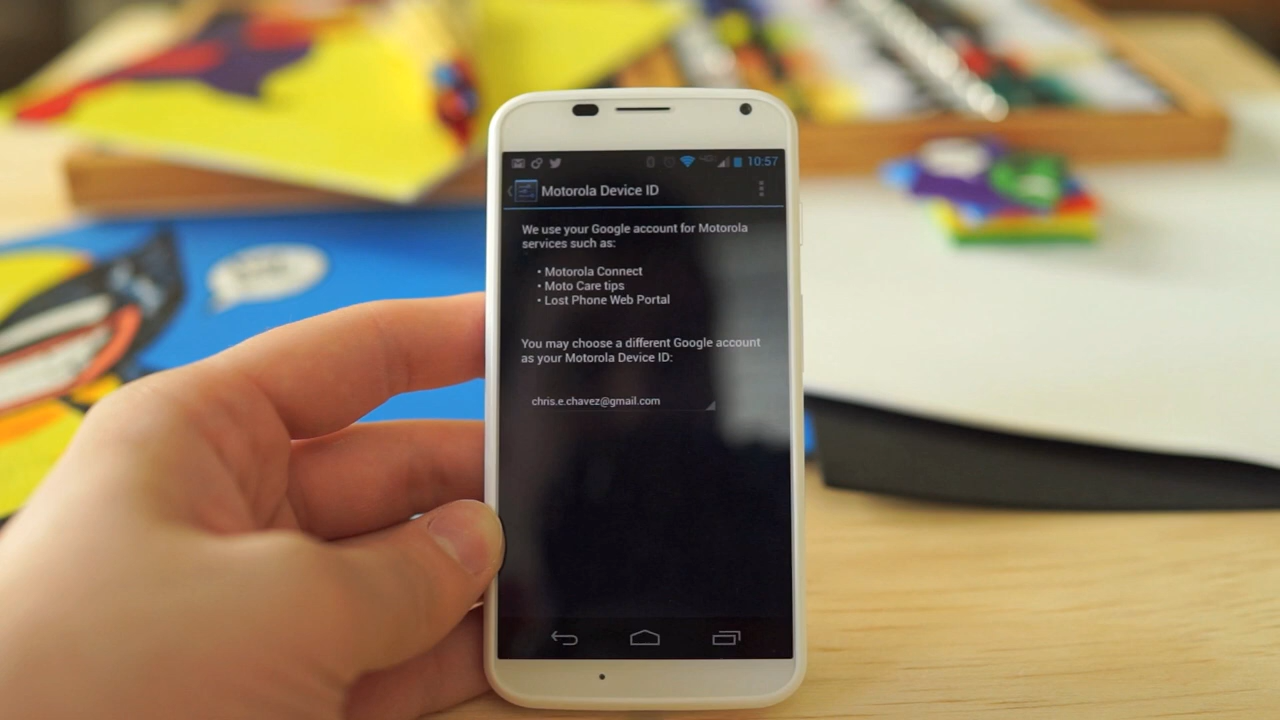 10:57
Motorola Device ID
We use your Google account for Motorola
services such as:
• Motorola Connect
• Moto Care tips
• Lost Phone Web Portal
You may choose a different Google account
as your Motorola Device ID:
chris.e.chavez@gmail.com